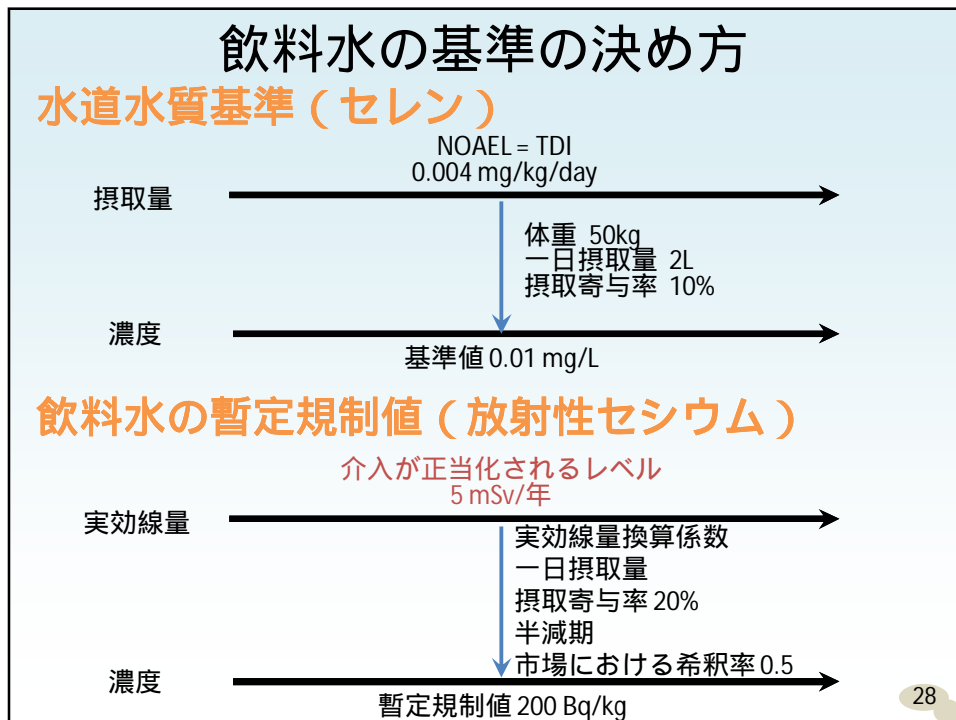 飲料水の基準の決め方
水道水質基準（セレン）
NOAEL = TDI
0.004 mg/kg/day
摂取量
体重 50kg
一日摂取量 2L
摂取寄与率 10%
濃度
基準値 0.01 mg/L
飲料水の暫定規制値（放射性セシウム）
介入が正当化されるレベル
5 mSv/年
実効線量
実効線量換算係数
一日摂取量
摂取寄与率 20%
半減期
市場における希釈率 0.5
濃度
暫定規制値 200 Bq/kg
28